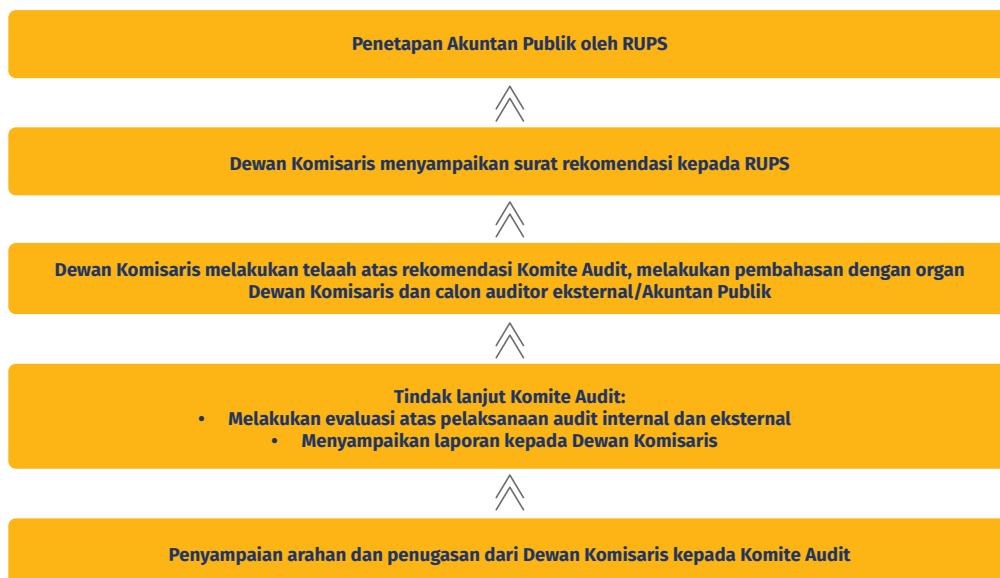 Penetapan Akuntan Publik oleh RUPS
Dewan Komisaris menyampaikan surat rekomendasi kepada RUPS
Dewan Komisaris melakukan telaah atas rekomendasi Komite Audit, melakukan pembahasan dengan organ
Dewan Komisaris dan calon auditor eksternal/Akuntan Publik
Tindak lanjut Komite Audit:
• Melakukan evaluasi atas pelaksanaan audit internal dan eksternal
• Menyampaikan laporan kepada Dewan Komisaris
Penyampaian arahan dan penugasan dari Dewan Komisaris kepada Komite Audit